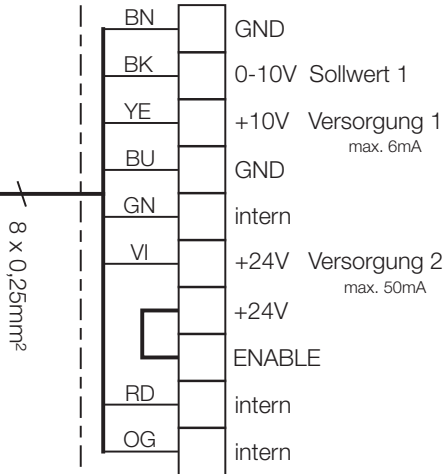 BN GND
BK 0-10V Sollwert 1
YE +10V Versorgung 1
max. 6mA
BU GND
GN intern
VI +24V Versorgung 2
max. 50mA
+24V
ENABLE
RD intern
OG intern
8 x 0,25mm²